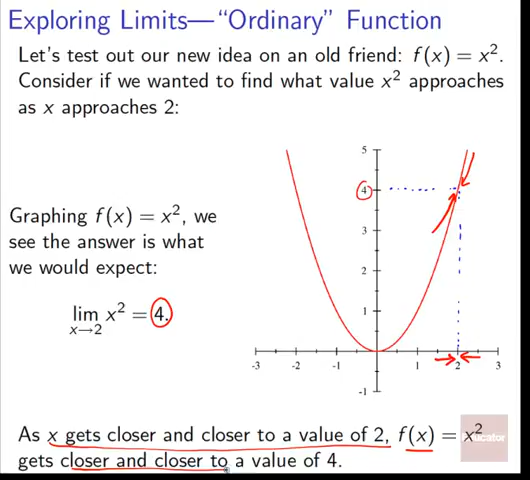 Exploring Limits—“Ordinary” Function
Let's test out our new idea on an old friend: f(x) = x².
Consider if we wanted to find what value x² approaches
as x approaches 2:
5
4
3
2
1
-3 -2 -1 1 2 3
-1
Graphing f(x) = x², we
see the answer is what
we would expect:
lim x² = 4.
x→2
As x gets closer and closer to a value of 2, f(x) = x²
gets closer and closer to a value of 4.